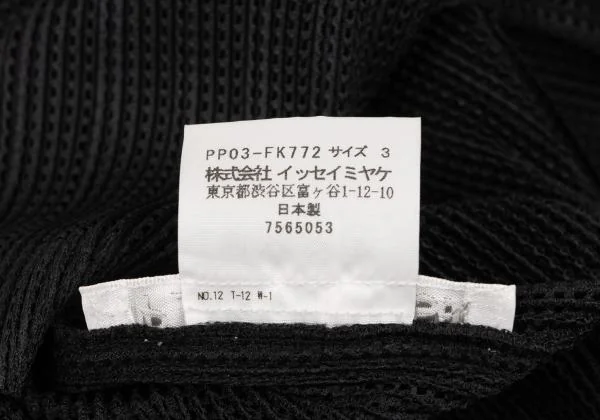 PP03-FK772 サイズ 3
株式会社 イッセイミヤケ
東京都渋谷区富ヶ谷1-12-10
日本製
7565053
NO.12 T-12 W-1